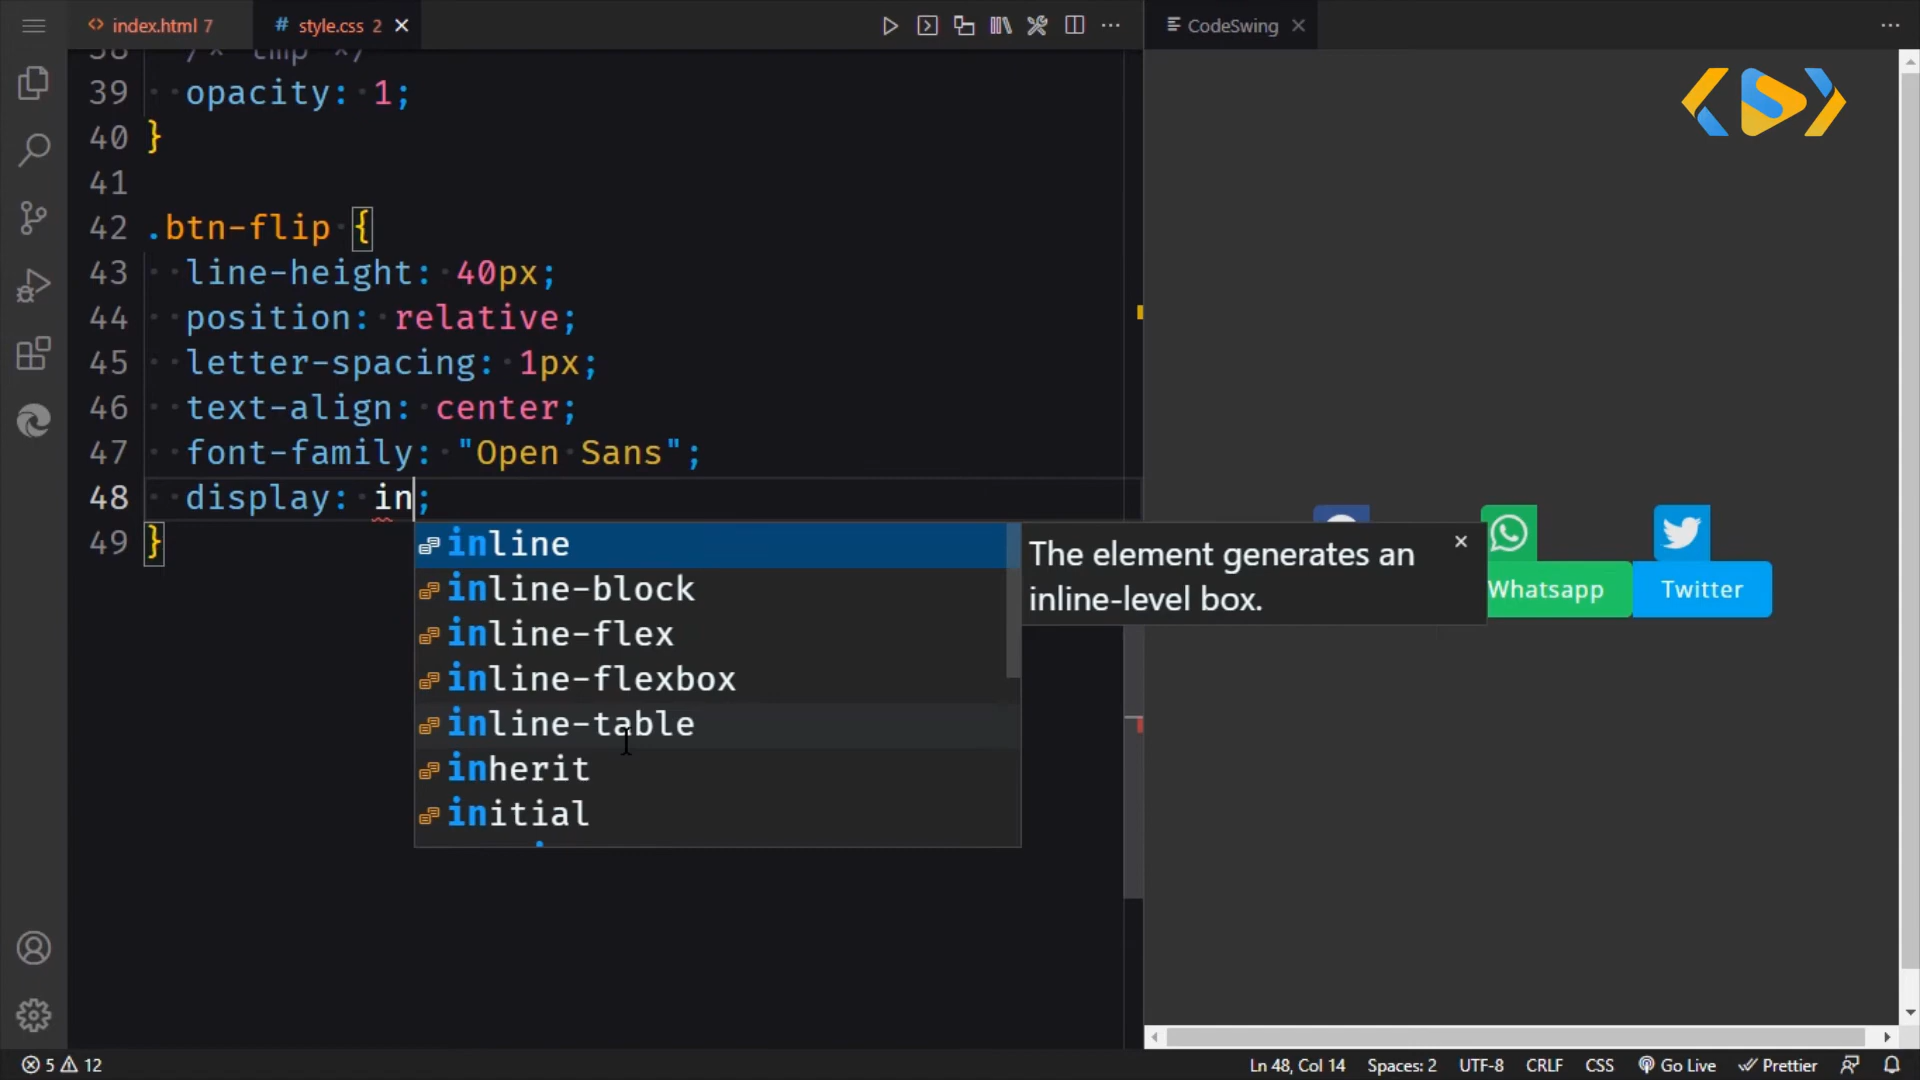 index.html 7
# style.css 2
CodeSwing
38 /* tmp */
39 opacity: 1;
40 }
41
42 .btn-flip {
43 line-height: 40px;
44 position: relative;
45 letter-spacing: 1px;
46 text-align: center;
47 font-family: "Open Sans";
48 display: in;
49 }
inline
inline-block
inline-flex
inline-flexbox
inline-table
inherit
initial
The element generates an
inline-level box.
Whatsapp
Twitter
5 12
Ln 48, Col 14 Spaces: 2 UTF-8 CRLF CSS Go Live Prettier